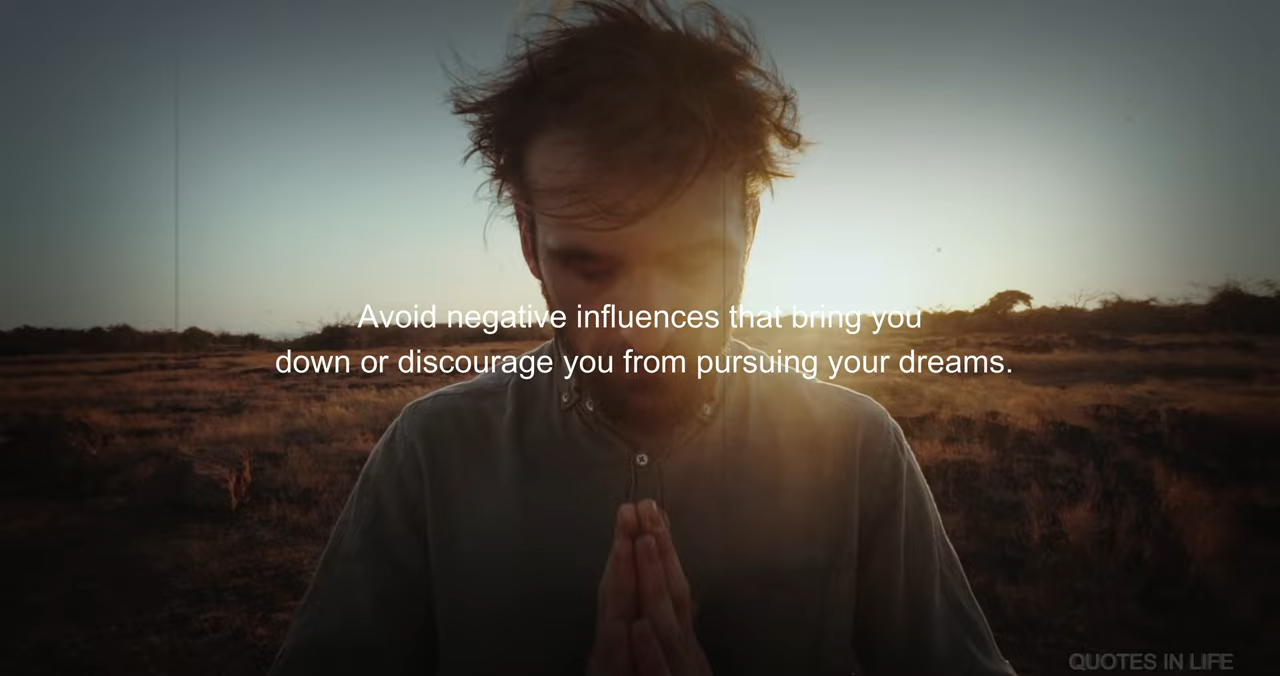 Avoid negative influences that bring you
down or discourage you from pursuing your dreams.
QUOTES IN LIFE